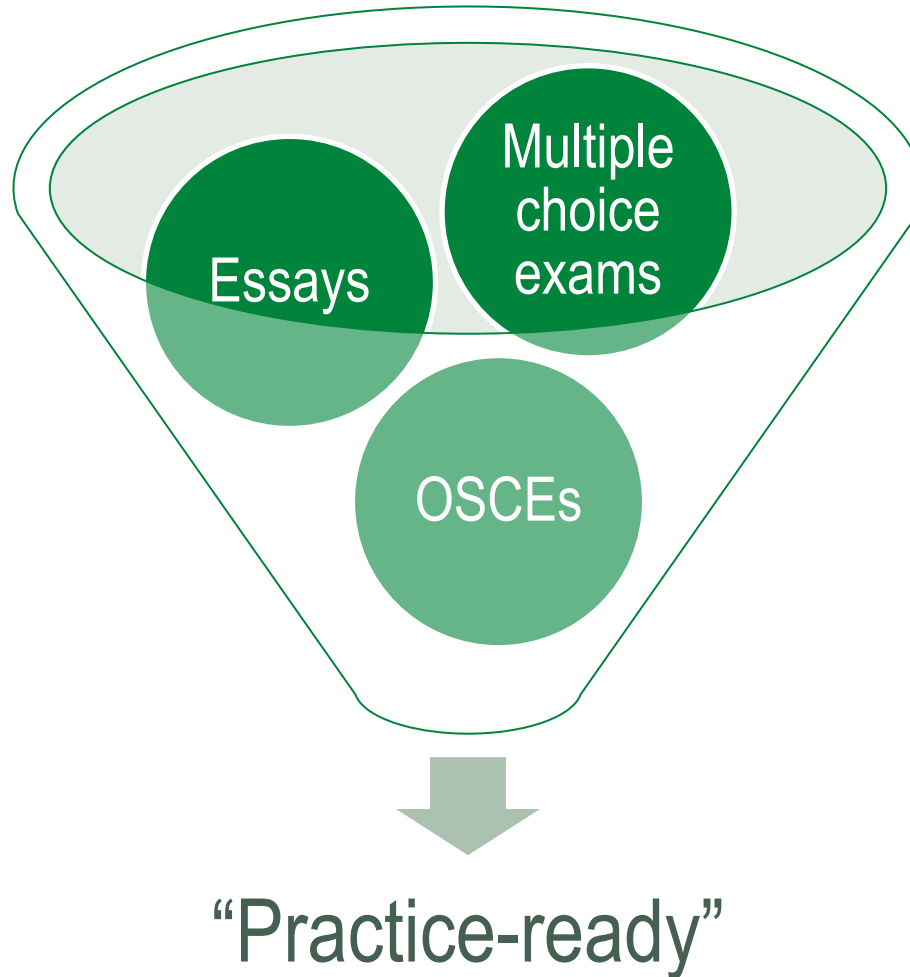 Multiple
choice
exams
Essays
OSCEs
“Practice-ready”